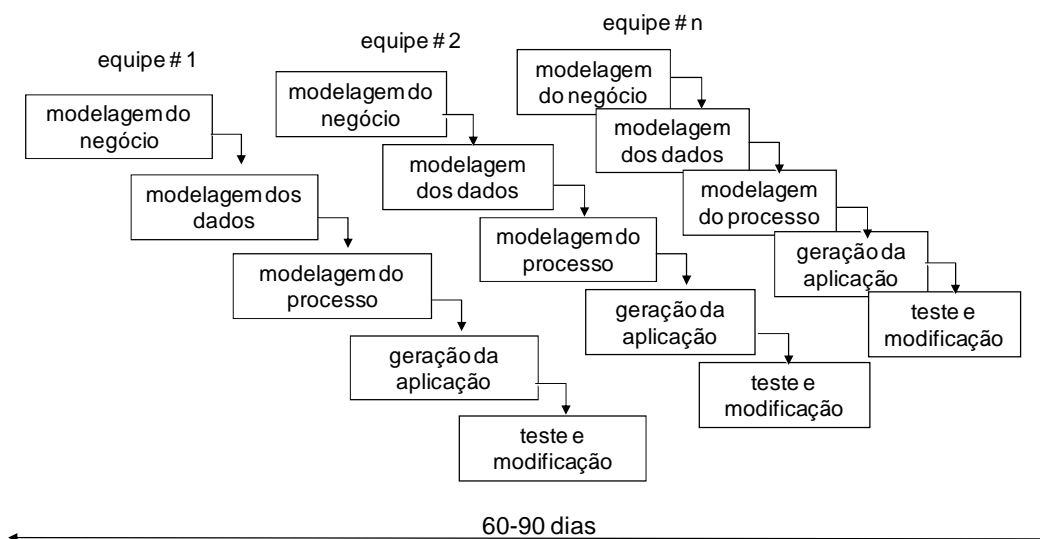 equipe # 1
modelagem do
negócio
modelagem dos
dados
modelagem do
processo
geração da
aplicação
teste e
modificação
equipe # 2
modelagem do
negócio
modelagem
dos dados
modelagem do
processo
geração da
aplicação
teste e
modificação
equipe # n
modelagem
do negócio
modelagem
dos dados
modelagem
do processo
geração da
aplicação
teste e
modificação
60-90 dias